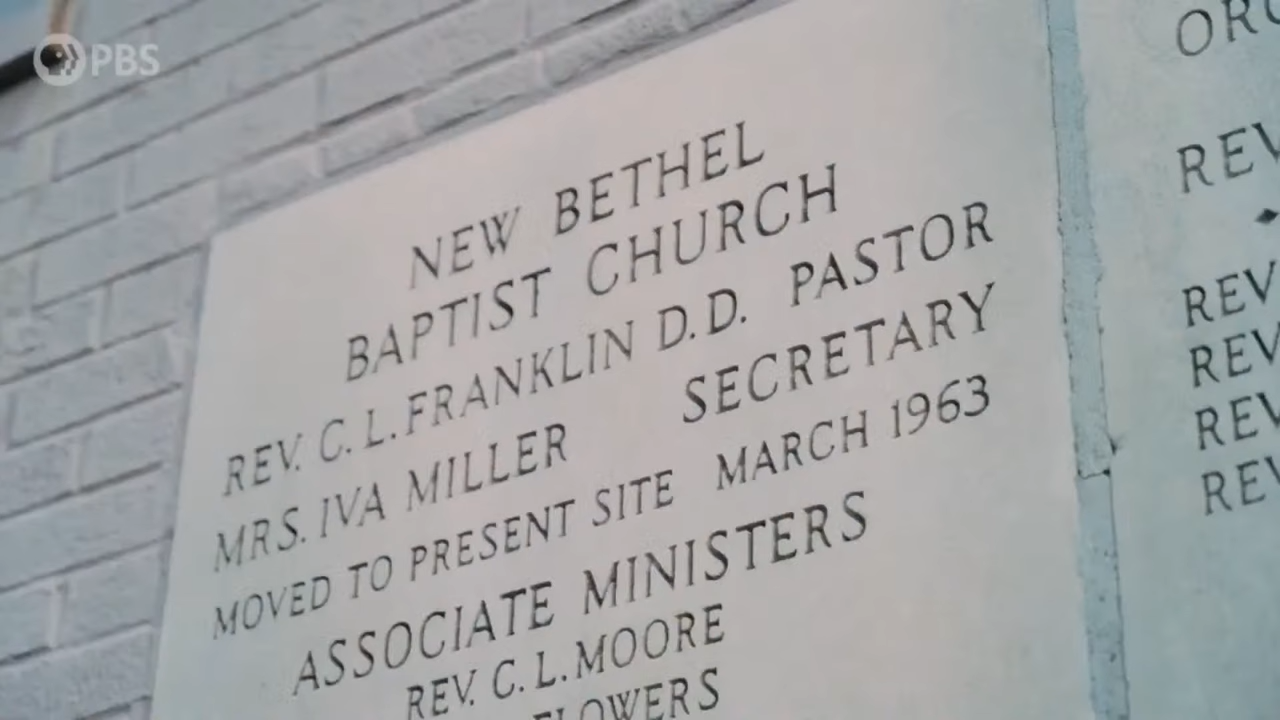 PBS
NEW BETHEL
BAPTIST CHURCH
REV. C. L. FRANKLIN D.D. PASTOR
MRS. IVA MILLER SECRETARY
MOVED TO PRESENT SITE MARCH 1963
ASSOCIATE MINISTERS
REV. C. L. MOORE
FLOWERS
REV
REV
REV
REV